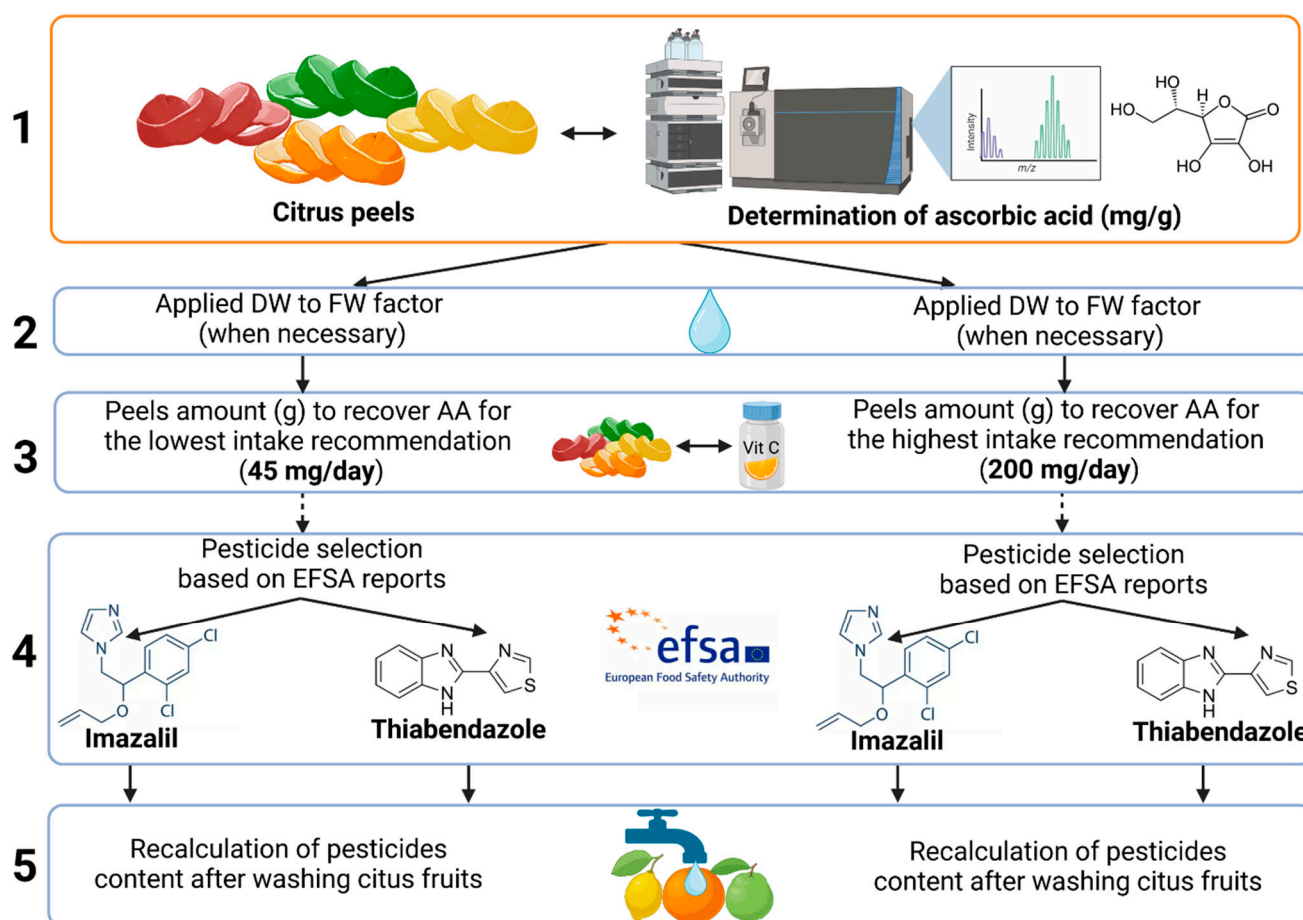 1
Citrus peels
Determination of ascorbic acid (mg/g)
Intensity
m/z
HO
HO
H
O
O
HO
OH
2
Applied DW to FW factor
(when necessary)
Applied DW to FW factor
(when necessary)
3
Peels amount (g) to recover AA for
the lowest intake recommendation
(45 mg/day)
Vit C
Peels amount (g) to recover AA for
the highest intake recommendation
(200 mg/day)
4
Pesticide selection
based on EFSA reports
N
N
Cl
Cl
O
Imazalil
N
N
H
S
N
Thiabendazole
efsa
European Food Safety Authority
Pesticide selection
based on EFSA reports
N
N
Cl
Cl
O
Imazalil
N
N
H
S
N
Thiabendazole
5
Recalculation of pesticides
content after washing citus fruits
Recalculation of pesticides
content after washing citus fruits